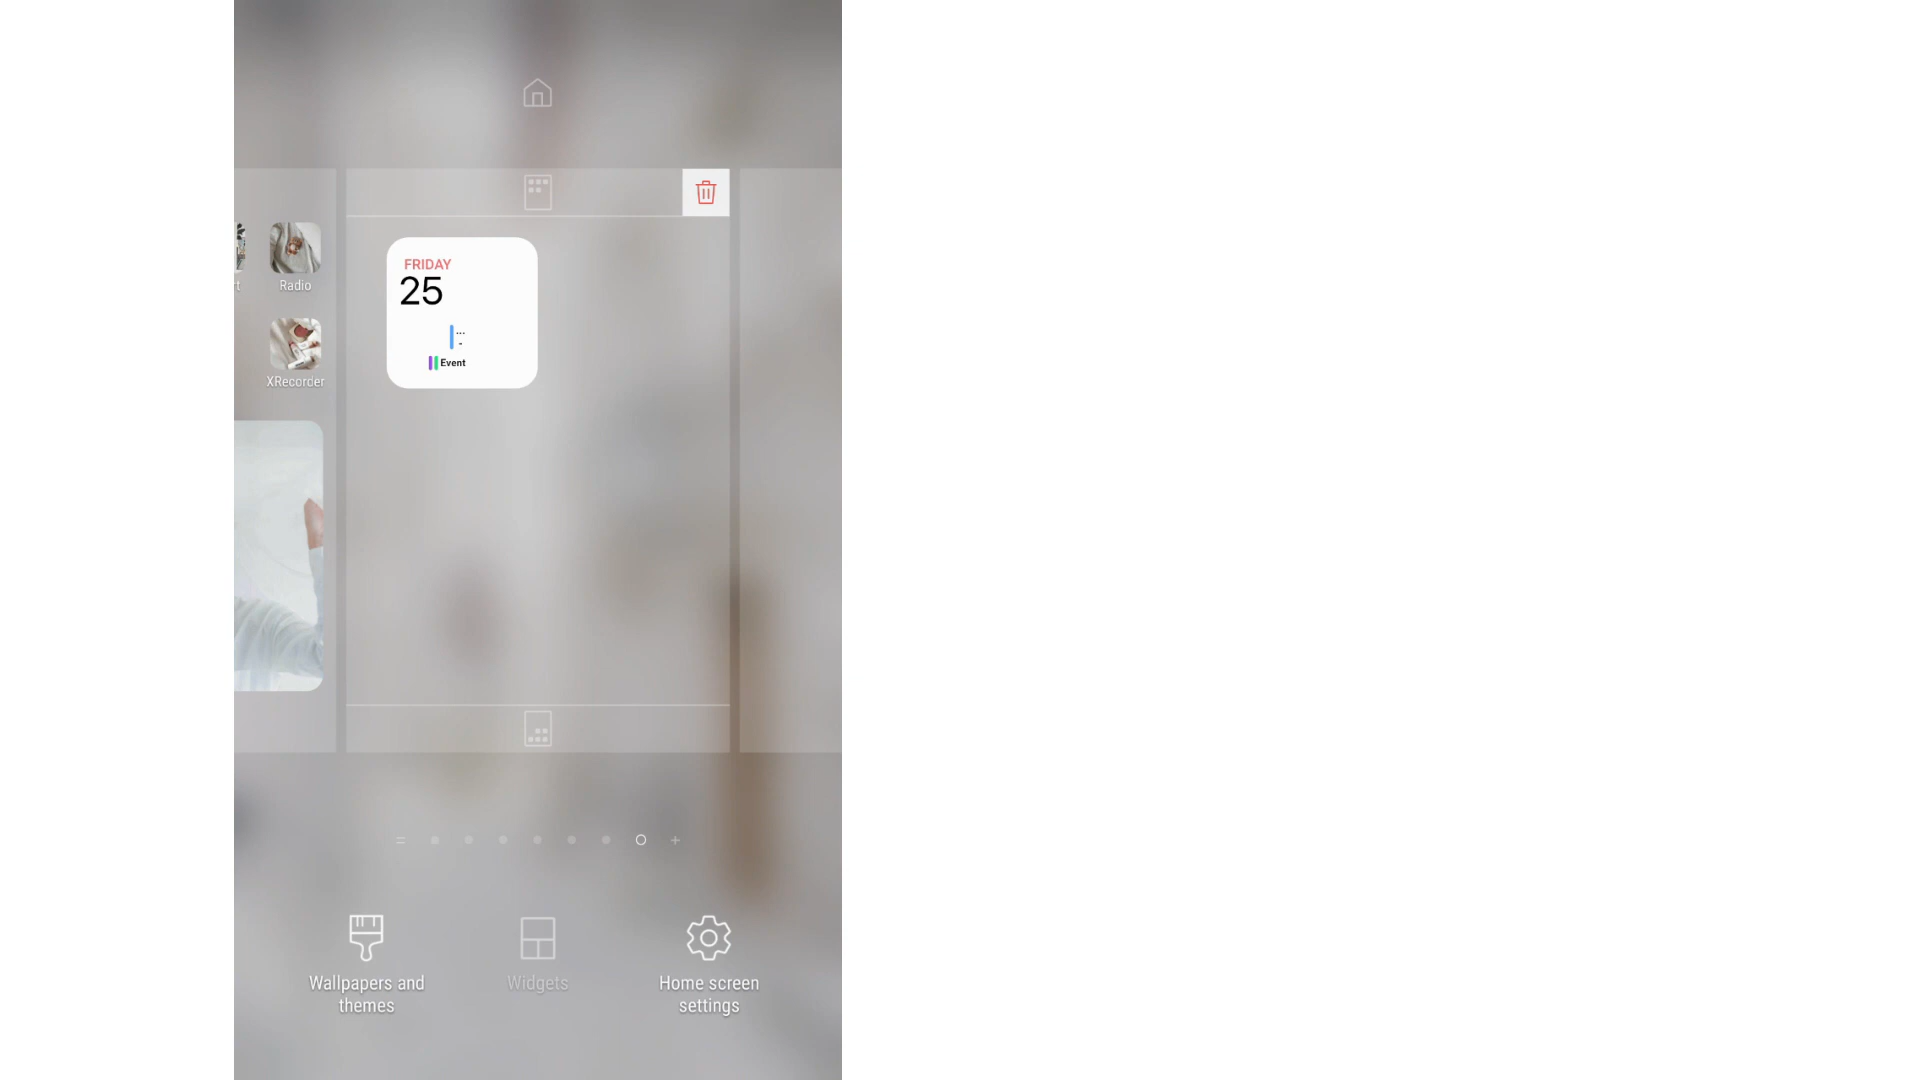 t
Radio
XRecorder
FRIDAY
25
...
-
Event
Wallpapers and
themes
Widgets
Home screen
settings